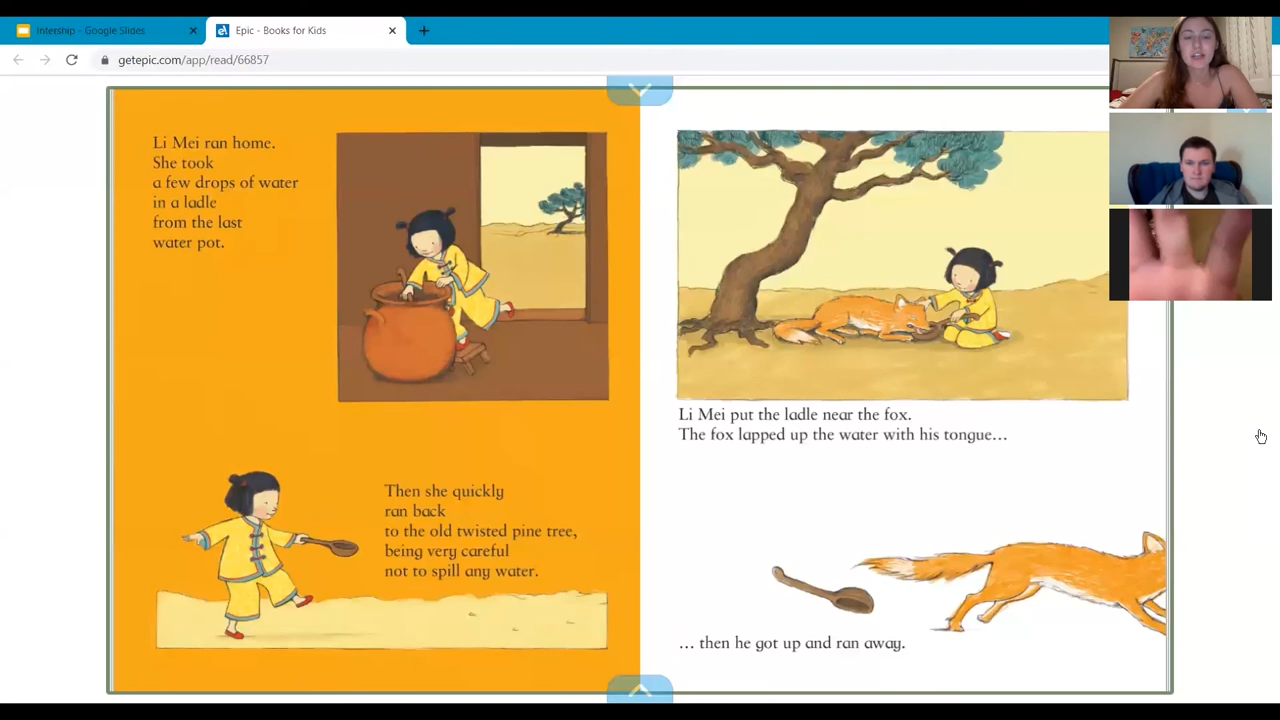 Intership - Google Slides
Epic - Books for Kids
getepic.com/app/read/66857
Li Mei ran home.
She took
a few drops of water
in a ladle
from the last
water pot.
Then she quickly
ran back
to the old twisted pine tree,
being very careful
not to spill any water.
Li Mei put the ladle near the fox.
The fox lapped up the water with his tongue…
… then he got up and ran away.